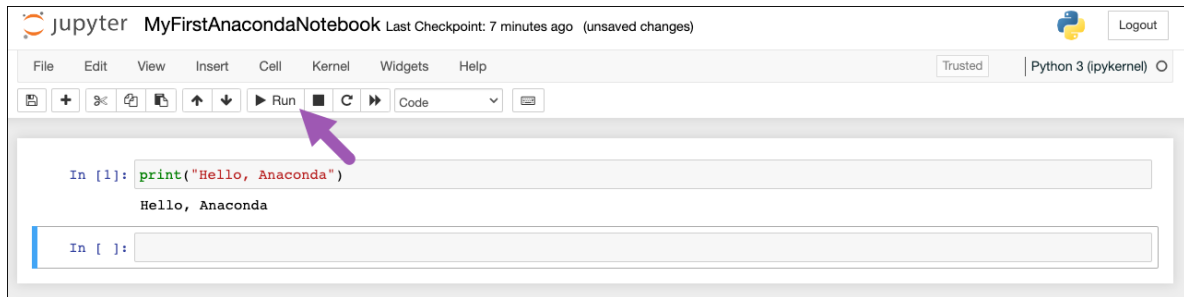 jupyter MyFirstAnacondaNotebook Last Checkpoint: 7 minutes ago (unsaved changes) Logout
File Edit View Insert Cell Kernel Widgets Help Trusted Python 3 (ipykernel)
Run Code
In [1]: print("Hello, Anaconda")
Hello, Anaconda
In [ ]: